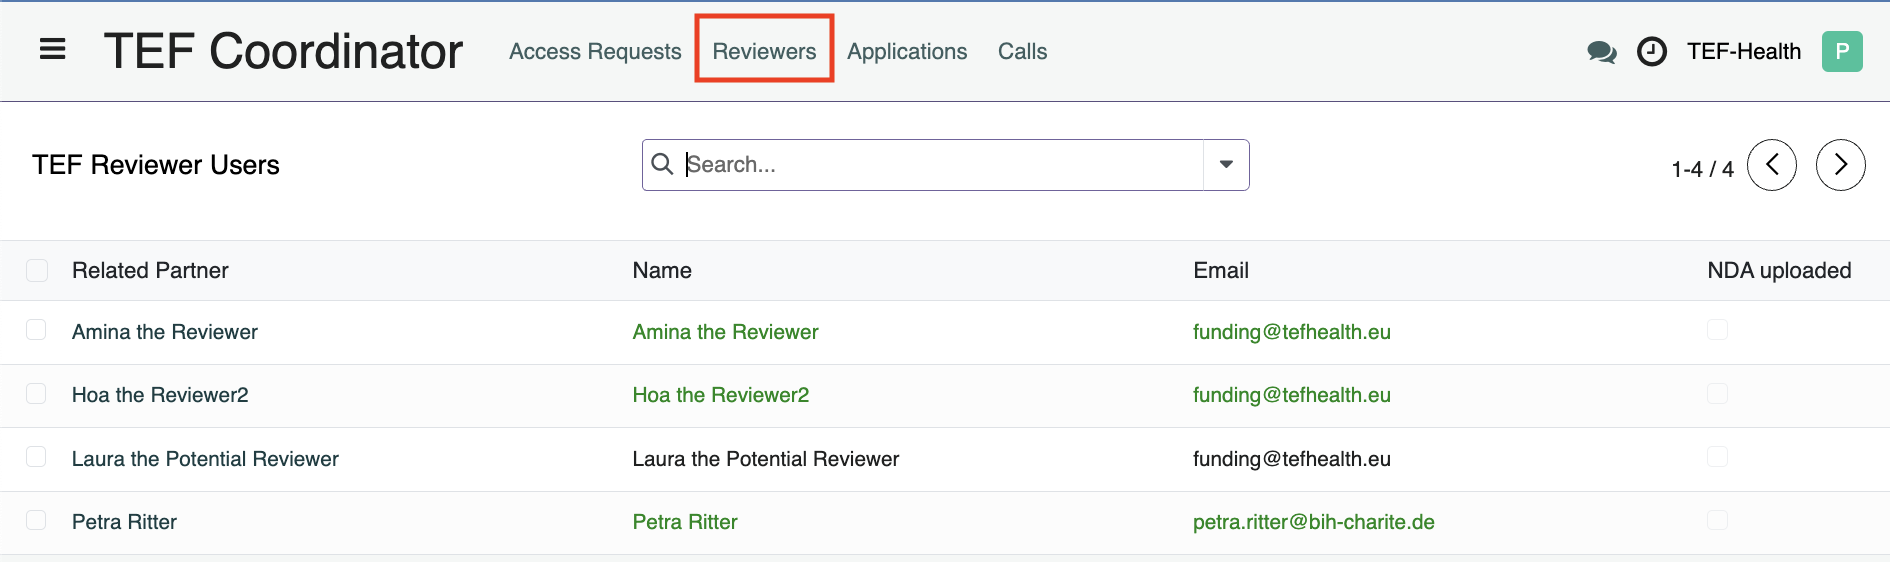 TEF Coordinator Access Requests Reviewers Applications Calls TEF-Health P
TEF Reviewer Users Search... 1-4 / 4
Related Partner Name Email NDA uploaded
Amina the Reviewer Amina the Reviewer funding@tefhealth.eu
Hoa the Reviewer2 Hoa the Reviewer2 funding@tefhealth.eu
Laura the Potential Reviewer Laura the Potential Reviewer funding@tefhealth.eu
Petra Ritter Petra Ritter petra.ritter@bih-charite.de